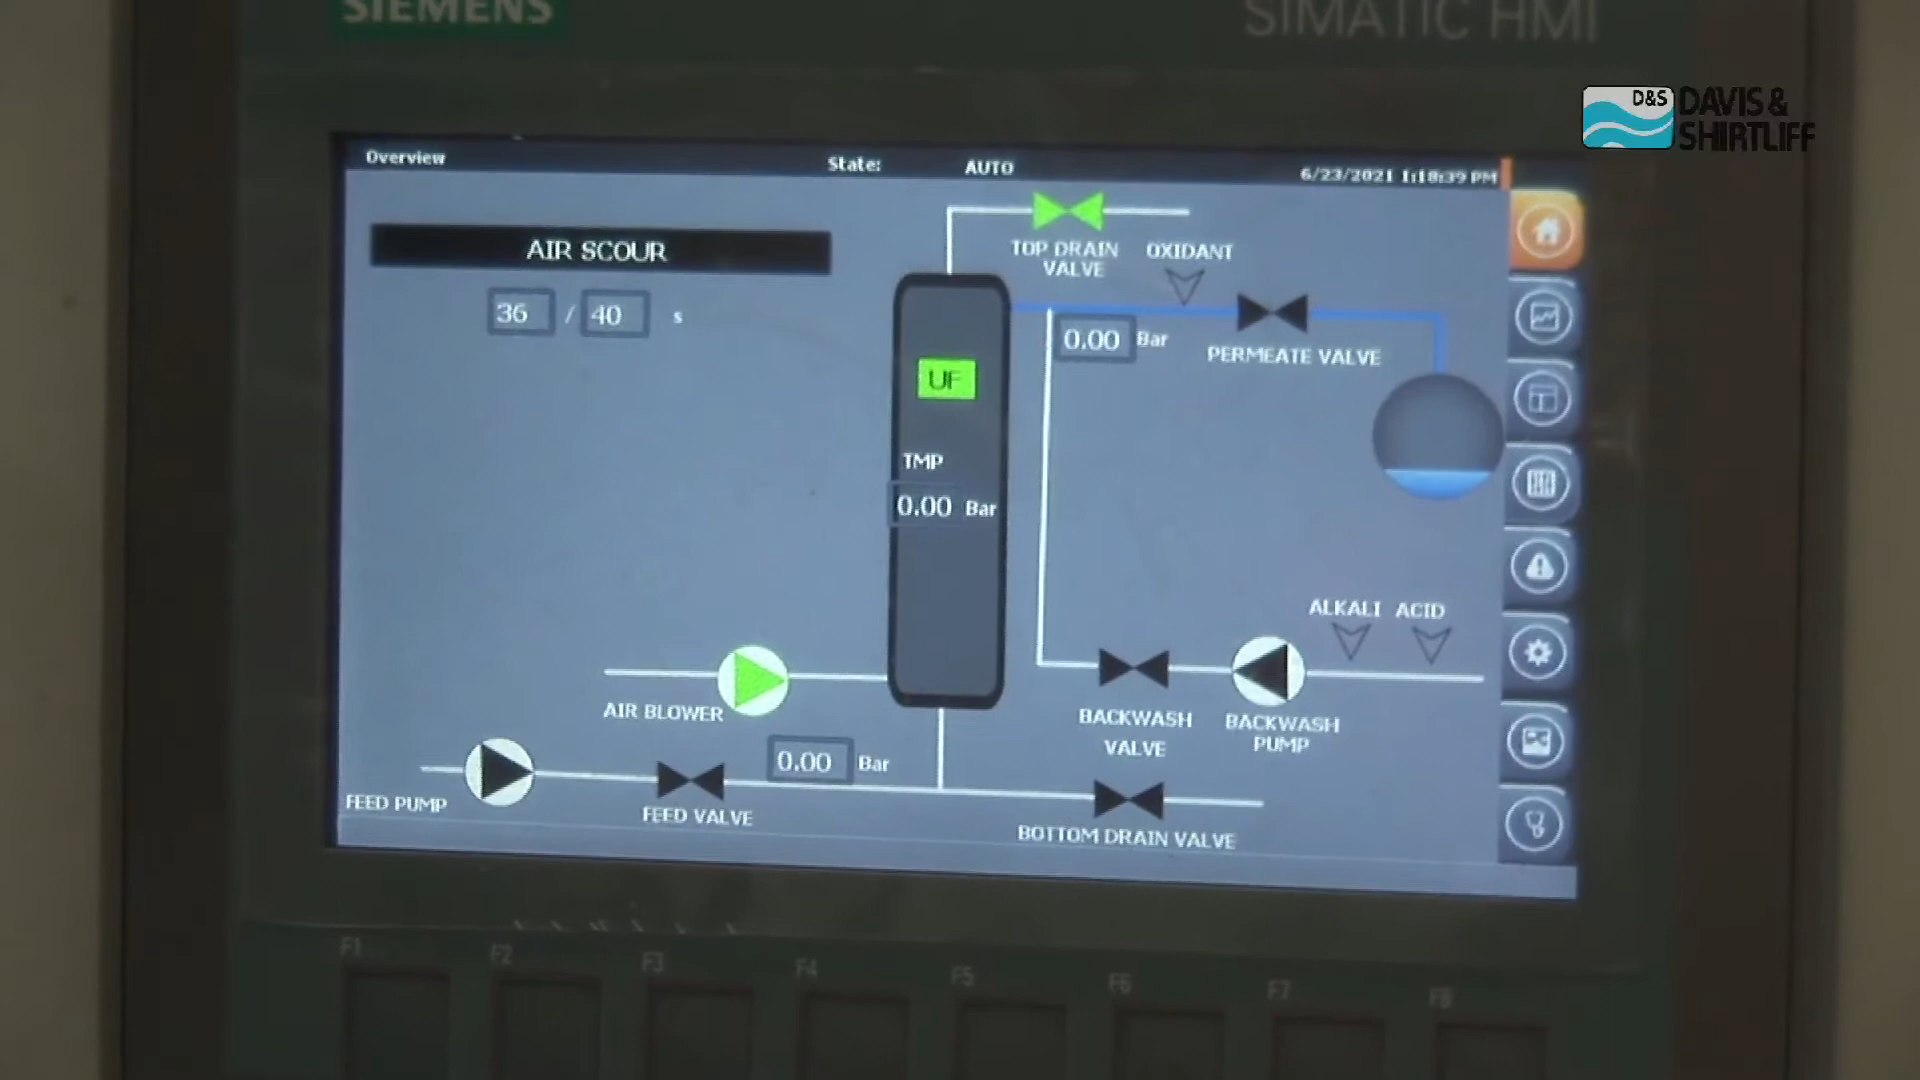 SIEMENS
SIMATIC HMI
D&S
DAVIS &
SHIRTLIFF
Overview
State:
AUTO
6/23/2021 1:18:39 PM
AIR SCOUR
36 / 40 s
TOP DRAIN
VALVE
OXIDANT
0.00 Bar
PERMEATE VALVE
UF
TMP
0.00 Bar
ALKALI ACID
AIR BLOWER
BACKWASH
VALVE
BACKWASH
PUMP
0.00 Bar
FEED PUMP
FEED VALVE
BOTTOM DRAIN VALVE
F1 F2 F3 F4 F5 F6 F7 F8